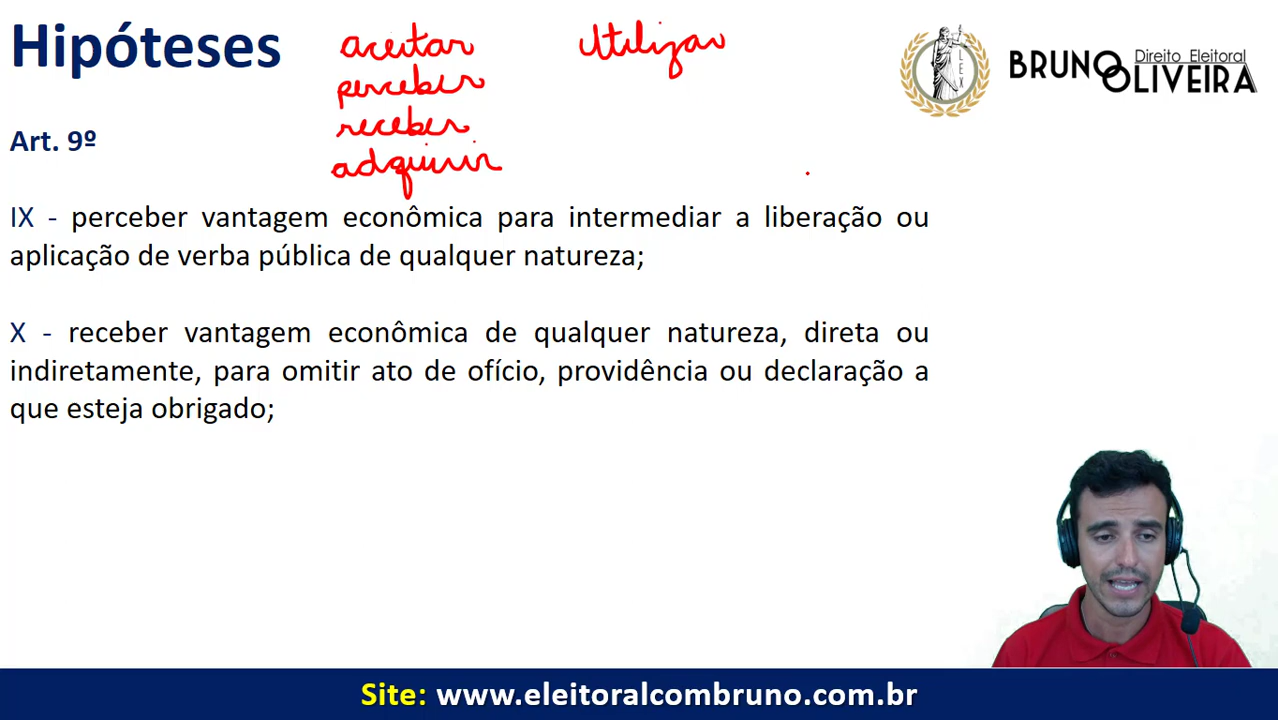 Hipóteses
aceitar
utilizar
perceber
receber
adquirir
LEX
BRUNO OLIVEIRA
Direito Eleitoral
Art. 9º
IX - perceber vantagem econômica para intermediar a liberação ou
aplicação de verba pública de qualquer natureza;
X - receber vantagem econômica de qualquer natureza, direta ou
indiretamente, para omitir ato de ofício, providência ou declaração a
que esteja obrigado;
Site: www.eleitoralcombruno.com.br